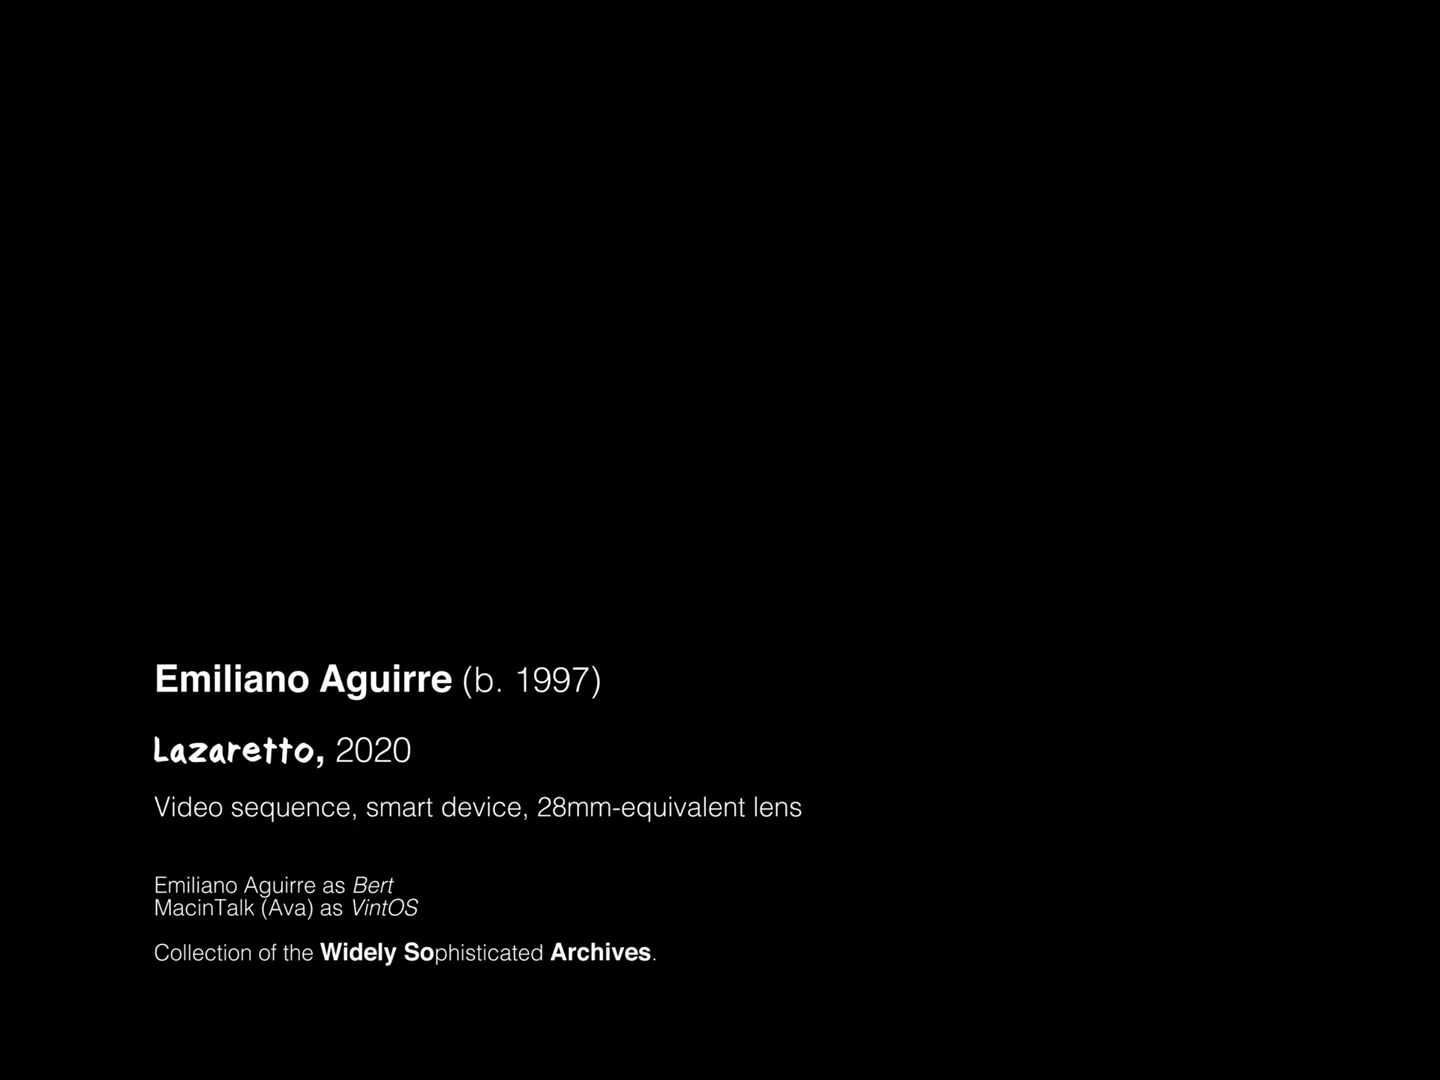 Emiliano Aguirre (b. 1997)
Lazaretto, 2020
Video sequence, smart device, 28mm-equivalent lens
Emiliano Aguirre as Bert
MacinTalk (Ava) as VintOS
Collection of the Widely Sophisticated Archives.